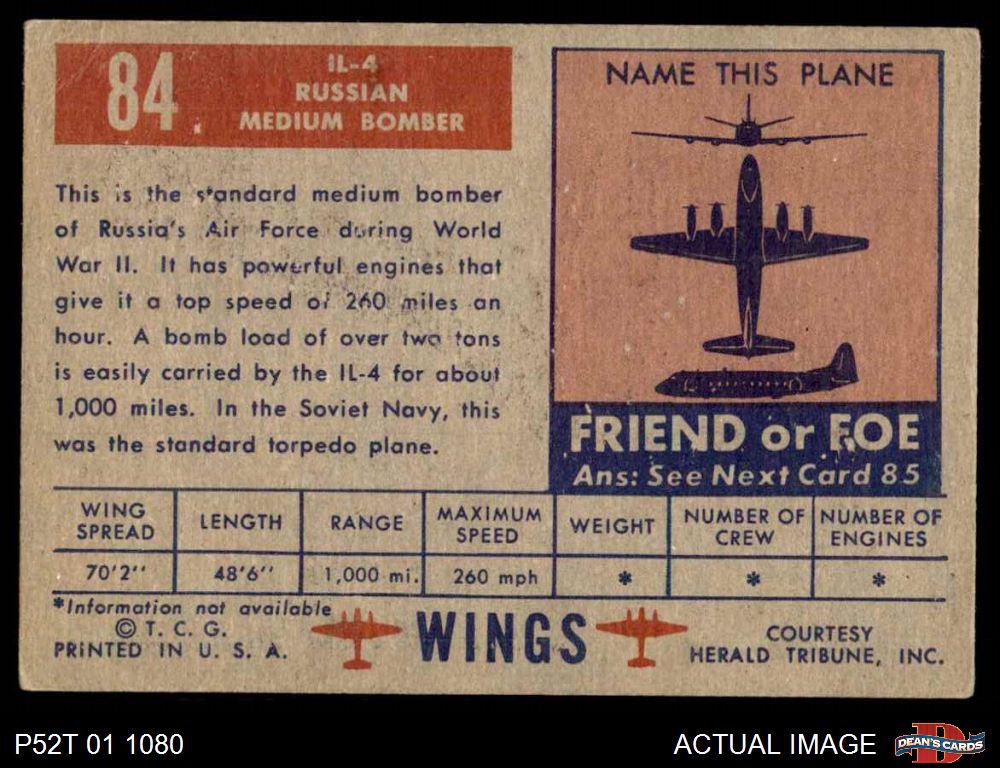 84
IL-4
RUSSIAN
MEDIUM BOMBER
This is the standard medium bomber
of Russia's Air Force during World
War II. It has powerful engines that
give it a top speed of 260 miles an
hour. A bomb load of over two tons
is easily carried by the IL-4 for about
1,000 miles. In the Soviet Navy, this
was the standard torpedo plane.
NAME THIS PLANE
FRIEND or FOE
Ans: See Next Card 85
WING SPREAD LENGTH RANGE MAXIMUM SPEED WEIGHT NUMBER OF CREW NUMBER OF ENGINES
70'2'' 48'6'' 1,000 mi. 260 mph * * *
*Information not available
© T. C. G.
PRINTED IN U. S. A.
WINGS
COURTESY
HERALD TRIBUNE, INC.
P52T 01 1080
ACTUAL IMAGE
D
DEAN'S CARDS